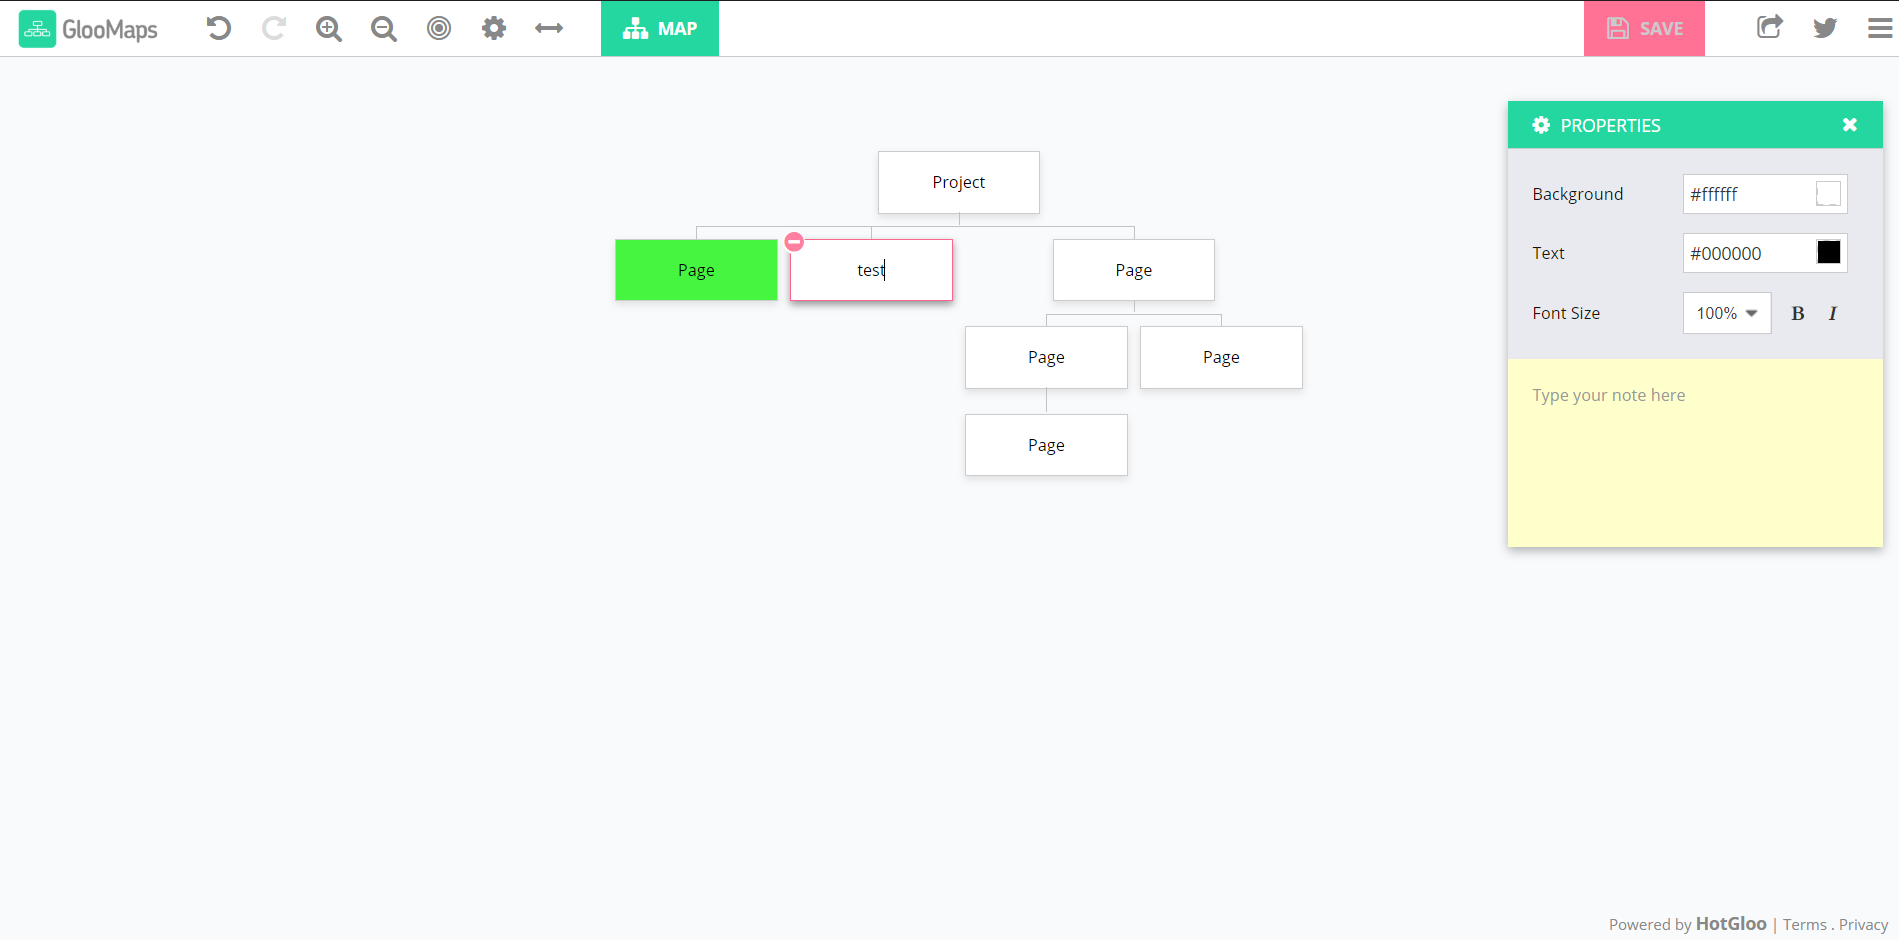 GlooMaps
MAP
SAVE
PROPERTIES
Background
#ffffff
Text
#000000
Font Size
100%
B
I
Type your note here
Project
Page
test
Page
Page
Page
Page
Powered by HotGloo | Terms . Privacy